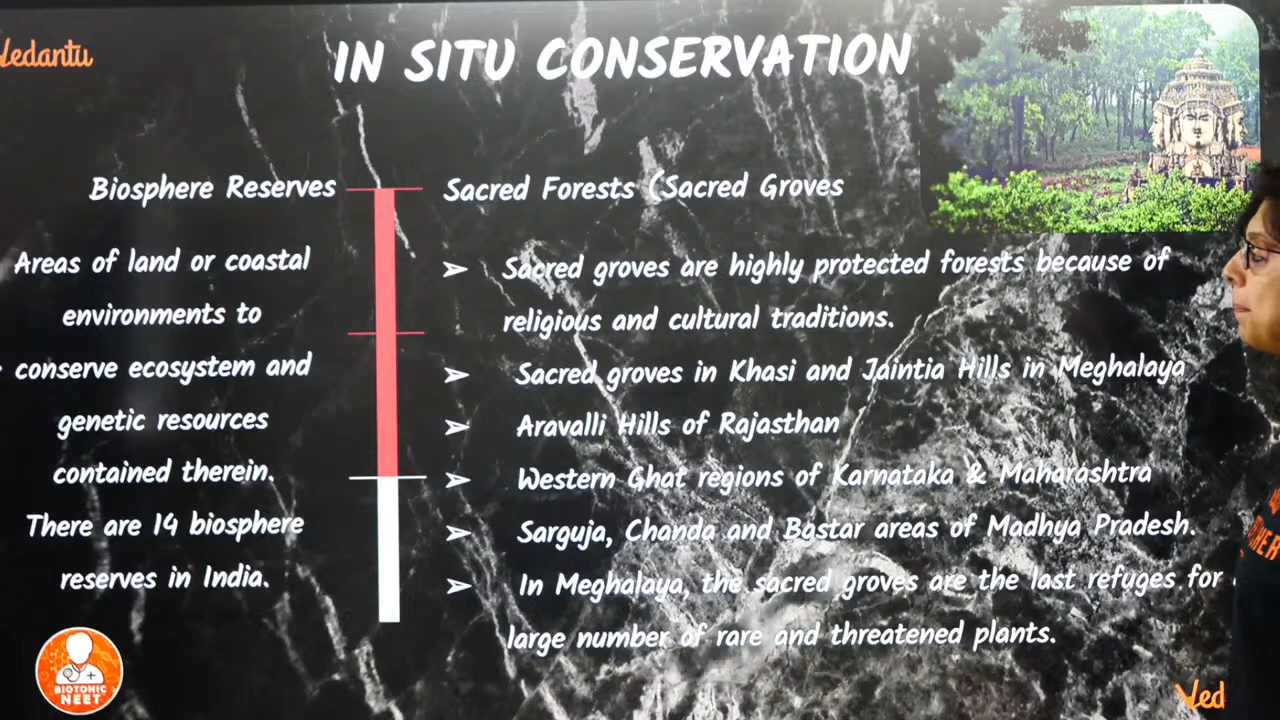 Vedantu
IN SITU CONSERVATION
Biosphere Reserves
Areas of land or coastal
environments to
conserve ecosystem and
genetic resources
contained therein.
There are 14 biosphere
reserves in India.
Sacred Forests (Sacred Groves
➤ Sacred groves are highly protected forests because of
religious and cultural traditions.
➤ Sacred groves in Khasi and Jaintia Hills in Meghalaya
➤ Aravalli Hills of Rajasthan
➤ Western Ghat regions of Karnataka & Maharashtra
➤ Sarguja, Chanda and Bastar areas of Madhya Pradesh.
➤ In Meghalaya, the sacred groves are the last refuges for
large number of rare and threatened plants.
BIOTONIC
NEET
Ved